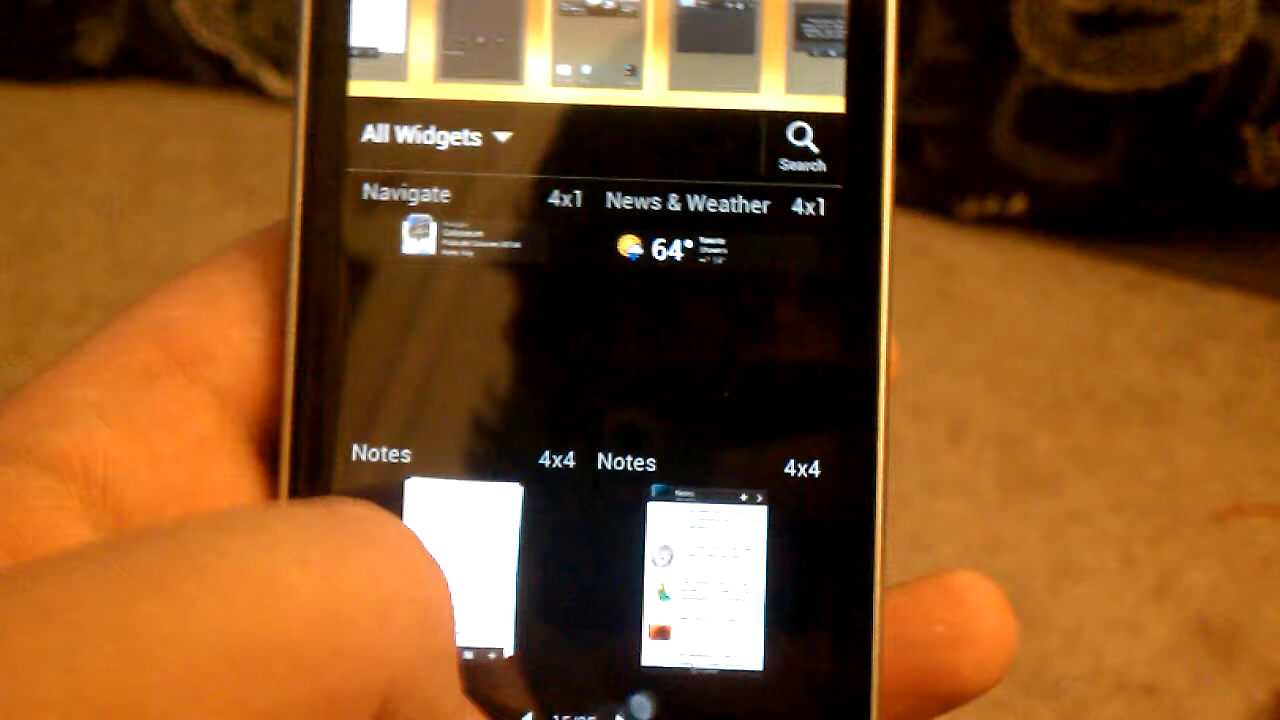 All Widgets
Search
Navigate 4x1 News & Weather 4x1
64°
Notes 4x4 Notes 4x4